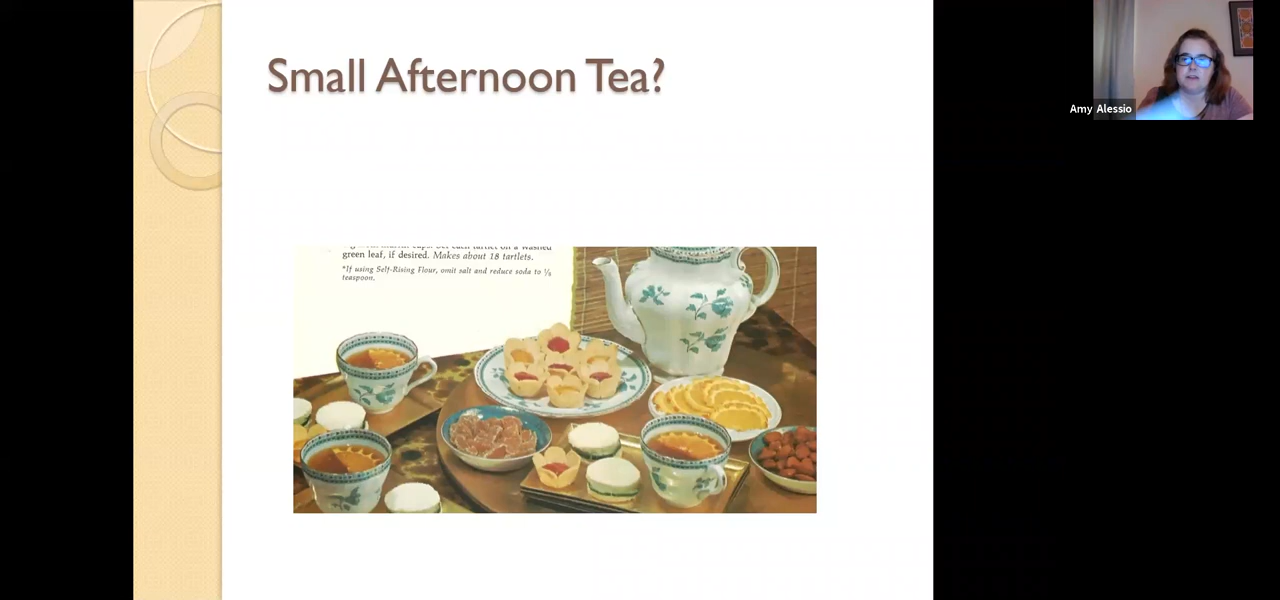 Small Afternoon Tea?
Amy Alessio
green leaf, if desired. Makes about 18 tartlets.
*If using Self-Rising Flour, omit salt and reduce soda to ⅛
teaspoon.